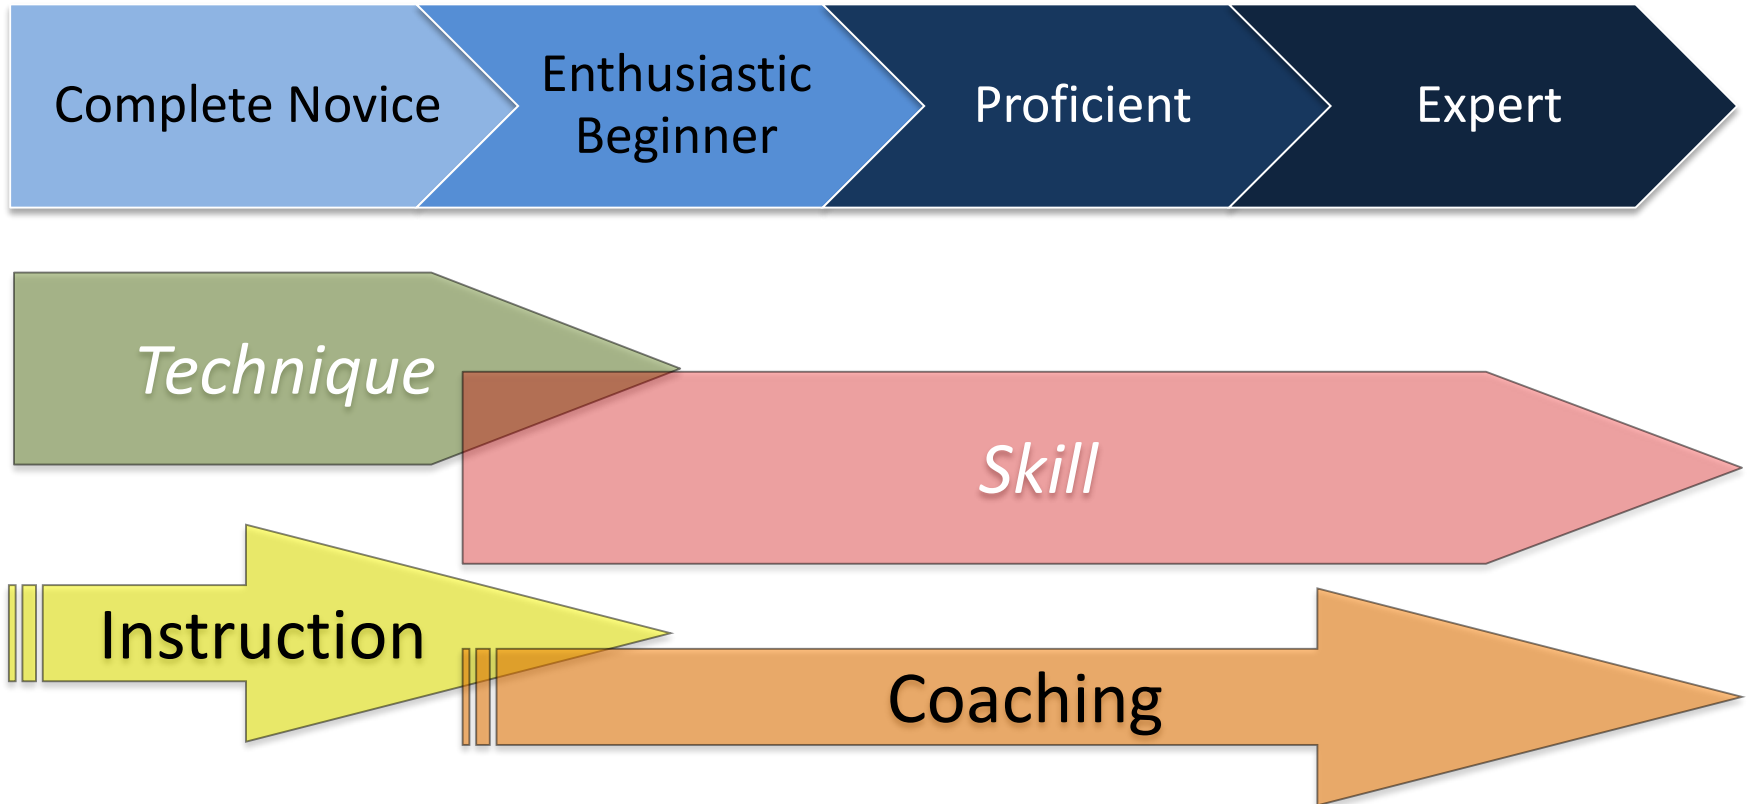 Complete Novice
Enthusiastic
Beginner
Proficient
Expert
Technique
Skill
Instruction
Coaching